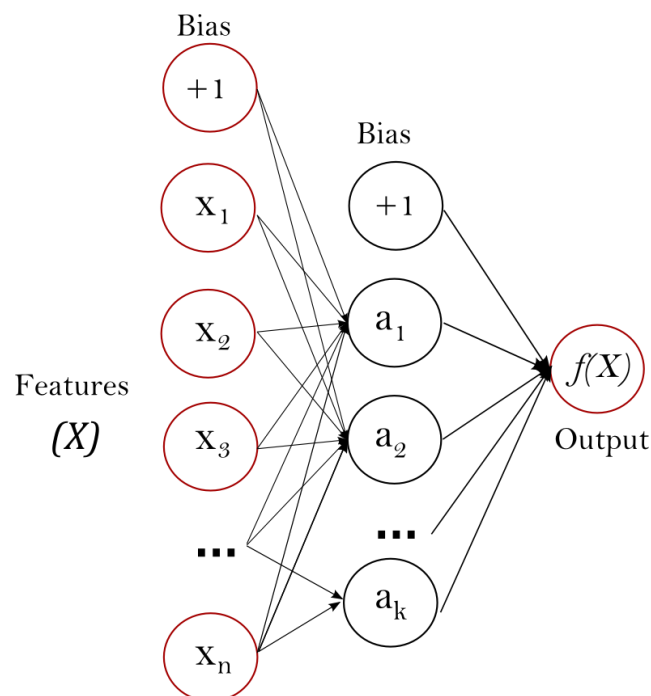 Bias
+1
Bias
x₁
+1
x₂
a₁
Features
(X)
f(X)
x₃
a₂
Output
...
...
aₖ
xₙ